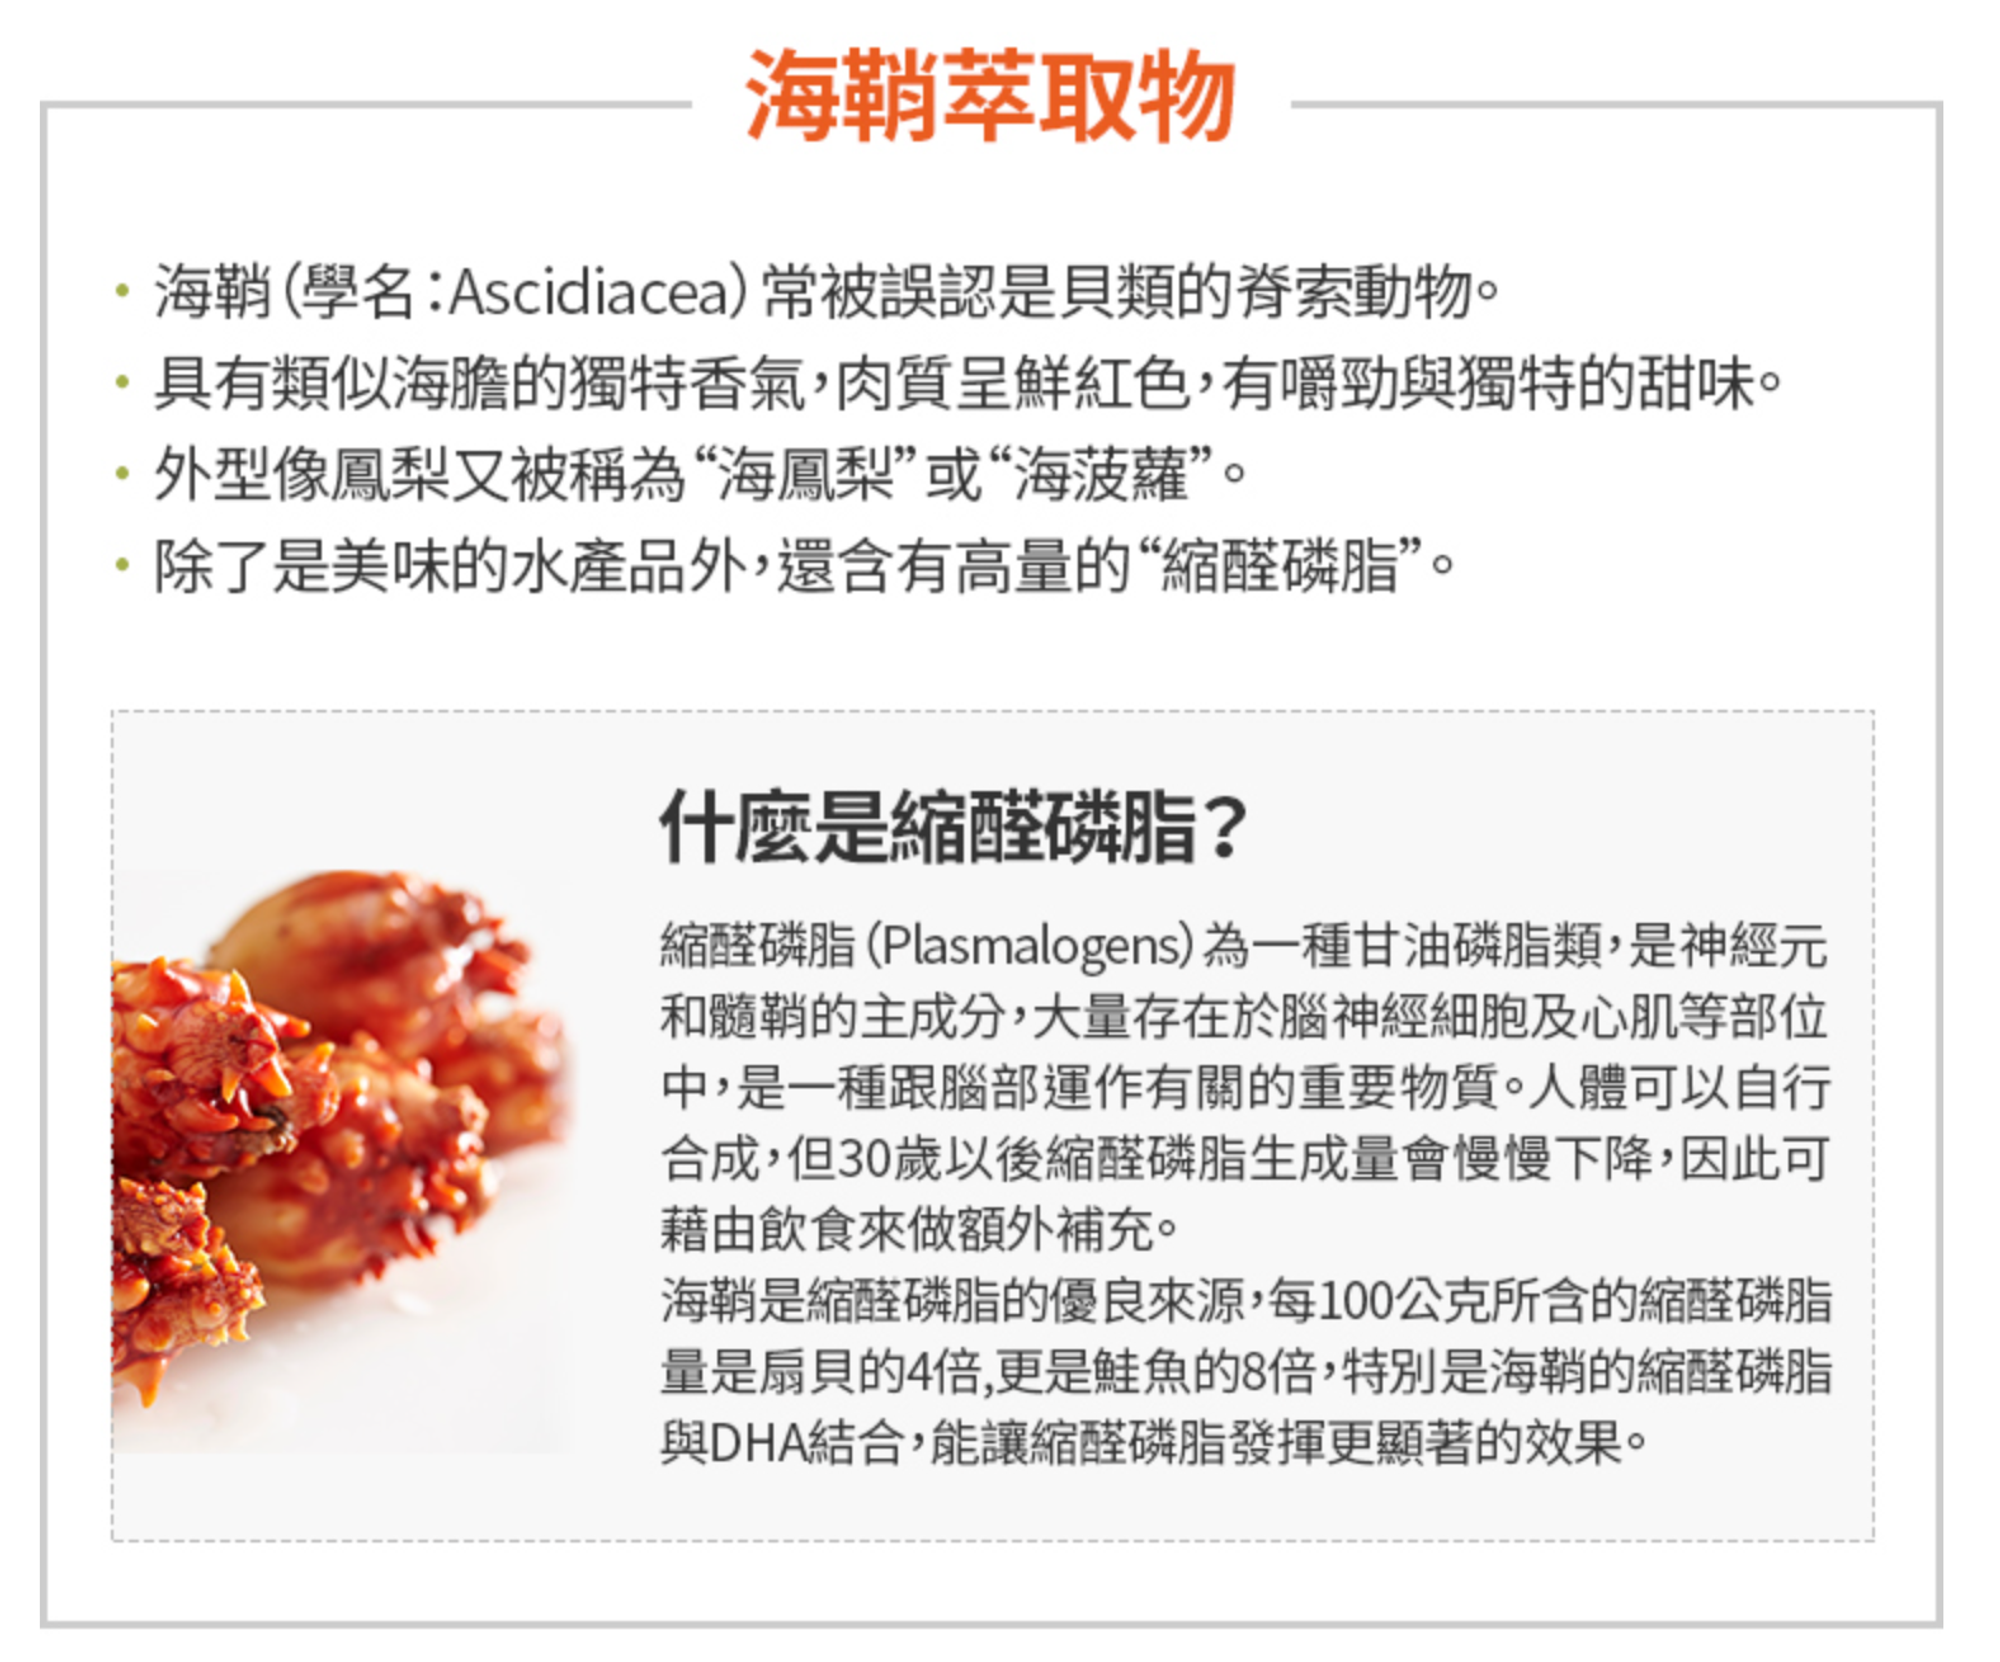 海鞘萃取物
• 海鞘(學名:Ascidiacea)常被誤認是貝類的脊索動物。
• 具有類似海膽的獨特香氣,肉質呈鮮紅色,有嚼勁與獨特的甜味。
• 外型像鳳梨又被稱為“海鳳梨”或“海菠蘿”。
• 除了是美味的水產品外,還含有高量的“縮醛磷脂”。
什麼是縮醛磷脂?
縮醛磷脂(Plasmalogens)為一種甘油磷脂類,是神經元
和髓鞘的主成分,大量存在於腦神經細胞及心肌等部位
中,是一種跟腦部運作有關的重要物質。人體可以自行
合成,但30歲以後縮醛磷脂生成量會慢慢下降,因此可
藉由飲食來做額外補充。
海鞘是縮醛磷脂的優良來源,每100公克所含的縮醛磷脂
量是扇貝的4倍,更是鮭魚的8倍,特別是海鞘的縮醛磷脂
與DHA結合,能讓縮醛磷脂發揮更顯著的效果。